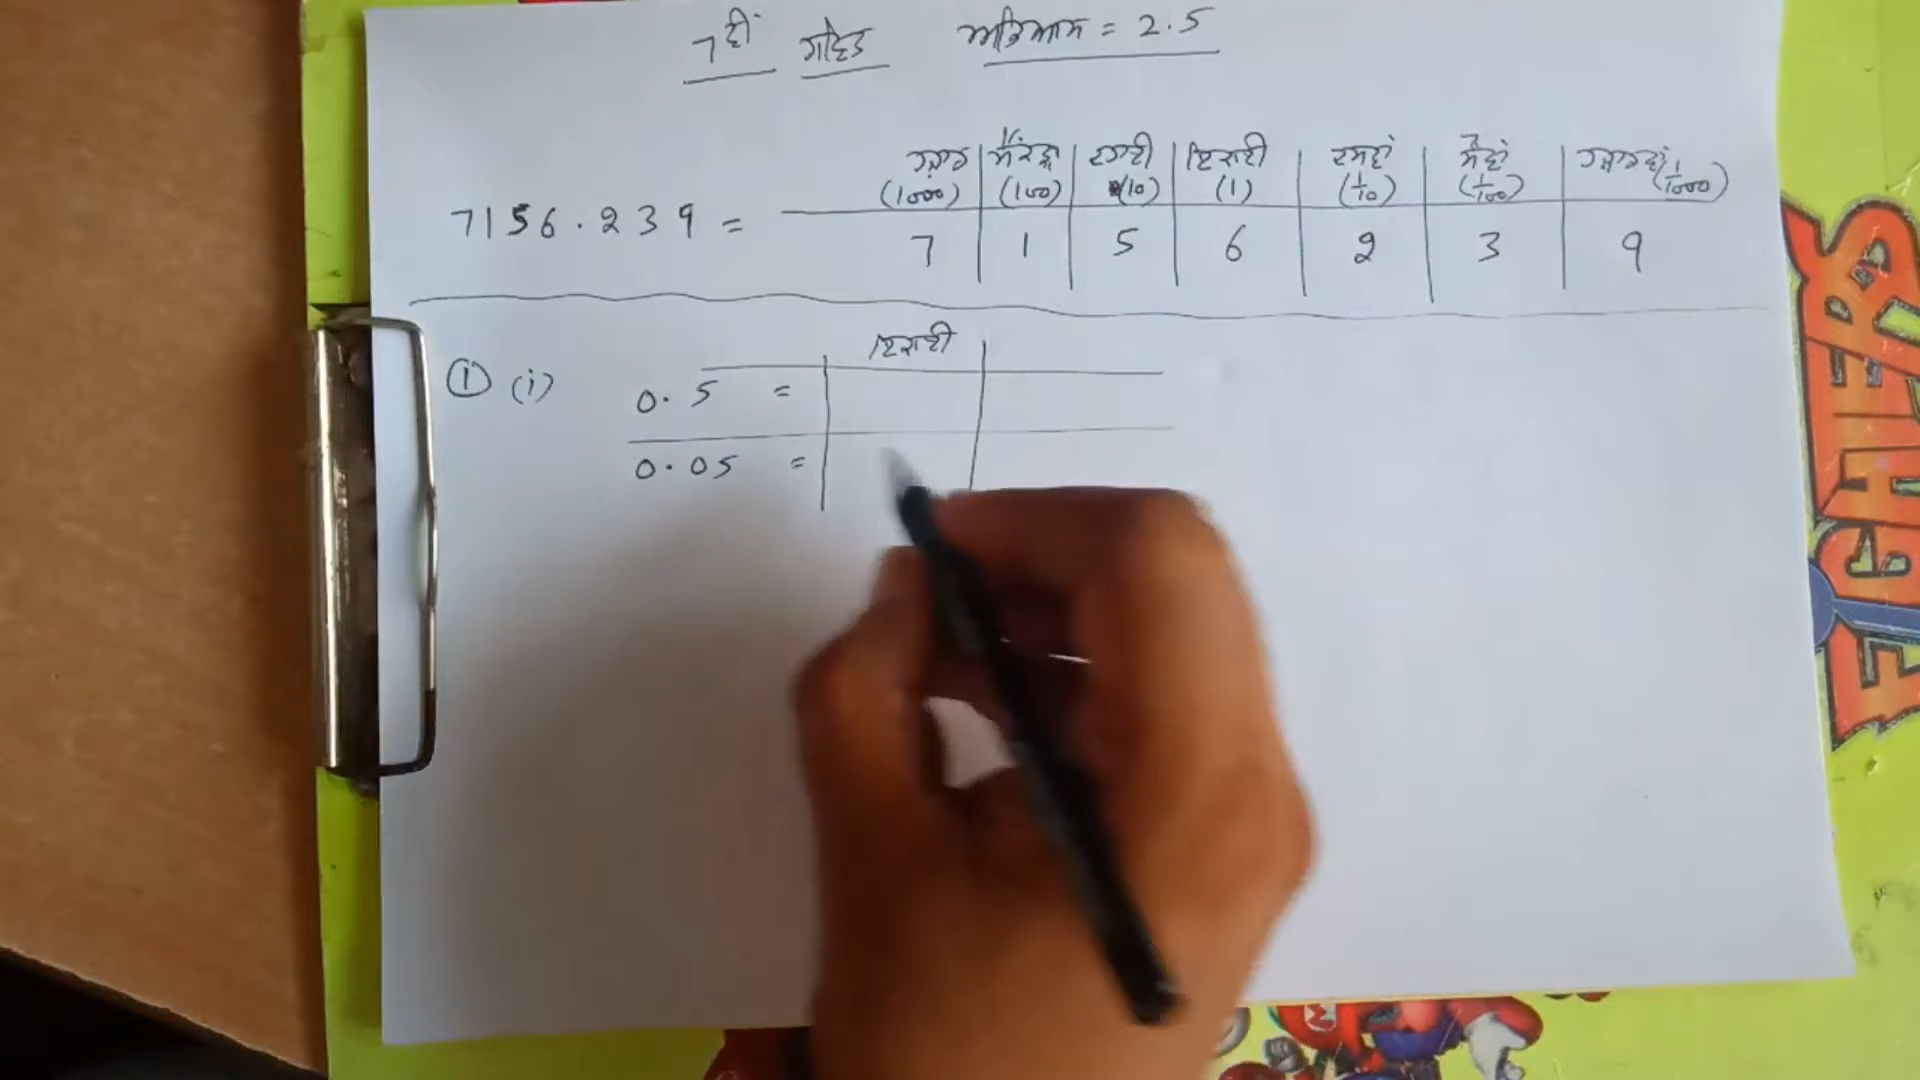 7ਵੀਂ ਗਣਿਤ ਅਭਿਆਸ = 2.5
ਹਜ਼ਾਰ ਸੈਂਕੜਾ ਦਹਾਈ ਇਕਾਈ ਦਸਵਾਂ ਸੌਵਾਂ ਹਜ਼ਾਰਵਾਂ
(1000) (100) (10) (1) (1/10) (1/100) (1/1000)
7156.239 = 7 1 5 6 2 3 9
ਇਕਾਈ
① (i) 0.5 =
0.05 =